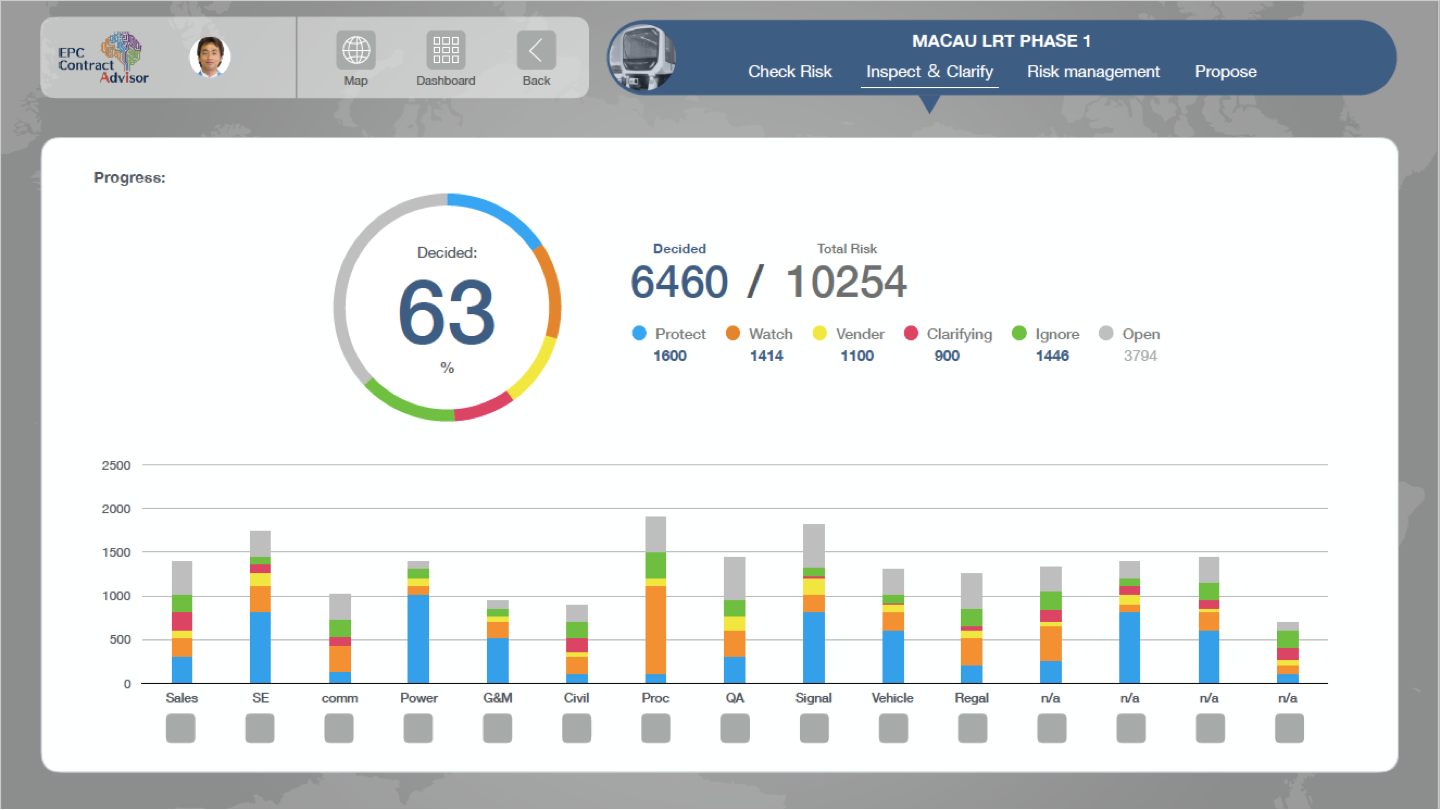 EPC
Contract
Advisor
Map
Dashboard
Back
MACAU LRT PHASE 1
Check Risk
Inspect & Clarify
Risk management
Propose
Progress:
Decided:
63
%
Decided
Total Risk
6460 / 10254
Protect
Watch
Vender
Clarifying
Ignore
Open
1600
1414
1100
900
1446
3794
2500
2000
1500
1000
500
0
Sales
SE
comm
Power
G&M
Civil
Proc
QA
Signal
Vehicle
Regal
n/a
n/a
n/a
n/a